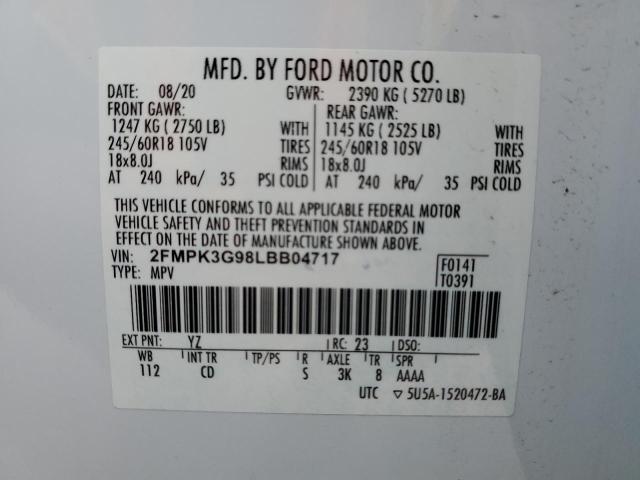 MFD. BY FORD MOTOR CO.
DATE: 08/20 GVWR: 2390 KG ( 5270 LB)
FRONT GAWR: REAR GAWR:
1247 KG ( 2750 LB) WITH 1145 KG ( 2525 LB) WITH
245/60R18 105V TIRES 245/60R18 105V TIRES
18x8.0J RIMS 18x8.0J RIMS
AT 240 kPa/ 35 PSI COLD AT 240 kPa/ 35 PSI COLD
THIS VEHICLE CONFORMS TO ALL APPLICABLE FEDERAL MOTOR
VEHICLE SAFETY AND THEFT PREVENTION STANDARDS IN
EFFECT ON THE DATE OF MANUFACTURE SHOWN ABOVE.
VIN: 2FMPK3G98LBB04717 F0141
TYPE: MPV T0391
EXT PNT: YZ RC: 23 DSO:
WB INT TR TP/PS R AXLE TR SPR
112 CD S 3K 8 AAAA
UTC ▽ 5U5A-1520472-BA